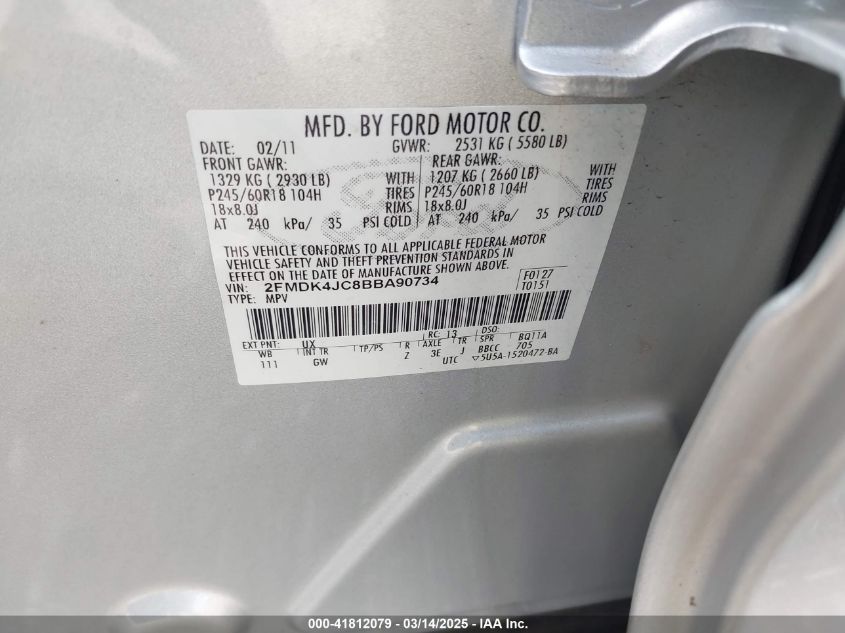 MFD. BY FORD MOTOR CO.
DATE: 02/11 GVWR: 2531 KG ( 5580 LB)
FRONT GAWR: REAR GAWR:
1329 KG ( 2930 LB) WITH 1207 KG ( 2660 LB) WITH
P245/60R18 104H TIRES P245/60R18 104H TIRES
18x8.0J RIMS 18x8.0J RIMS
AT 240 kPa/ 35 PSI COLD AT 240 kPa/ 35 PSI COLD
THIS VEHICLE CONFORMS TO ALL APPLICABLE FEDERAL MOTOR
VEHICLE SAFETY AND THEFT PREVENTION STANDARDS IN
EFFECT ON THE DATE OF MANUFACTURE SHOWN ABOVE.
VIN: 2FMDK4JC8BBA90734 F0127
TYPE: MPV T0151
EXT PNT: UX RC: 13 DSO:
WB INT TR TP/PS R AXLE TR SPR BQ11A
111 GW Z 3E J BBCC 705
UTC ▽5U5A-1520472-BA
000-41812079 - 03/14/2025 - IAA Inc.